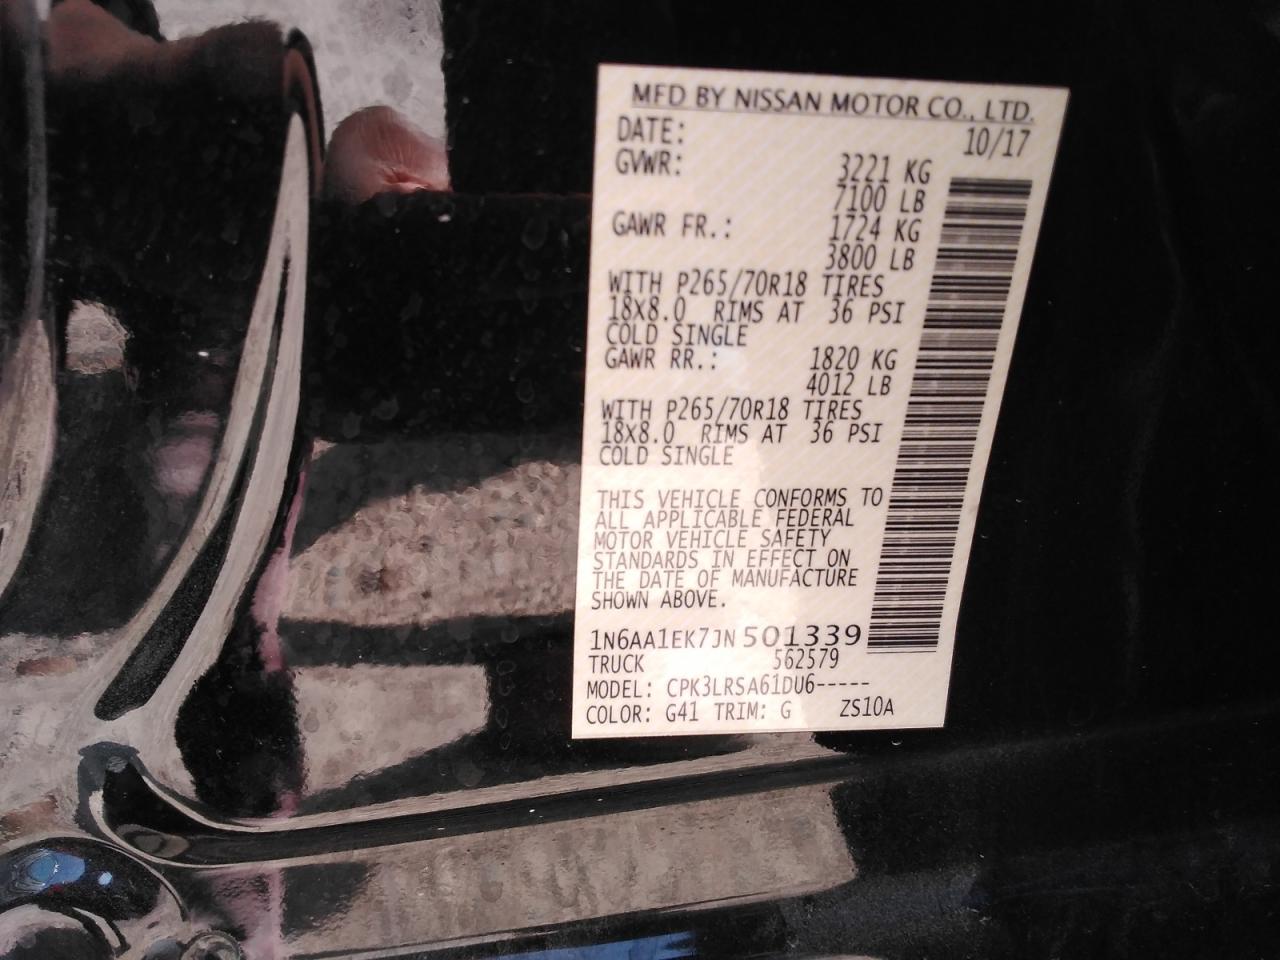 MFD BY NISSAN MOTOR CO., LTD.
DATE: 10/17
GVWR: 3221 KG
7100 LB
GAWR FR.: 1724 KG
3800 LB
WITH P265/70R18 TIRES
18X8.0 RIMS AT 36 PSI
COLD SINGLE
GAWR RR.: 1820 KG
4012 LB
WITH P265/70R18 TIRES
18X8.0 RIMS AT 36 PSI
COLD SINGLE
THIS VEHICLE CONFORMS TO
ALL APPLICABLE FEDERAL
MOTOR VEHICLE SAFETY
STANDARDS IN EFFECT ON
THE DATE OF MANUFACTURE
SHOWN ABOVE.
1N6AA1EK7JN501339
TRUCK 562579
MODEL: CPK3LRSA61DU6-----
COLOR: G41 TRIM: G ZS10A